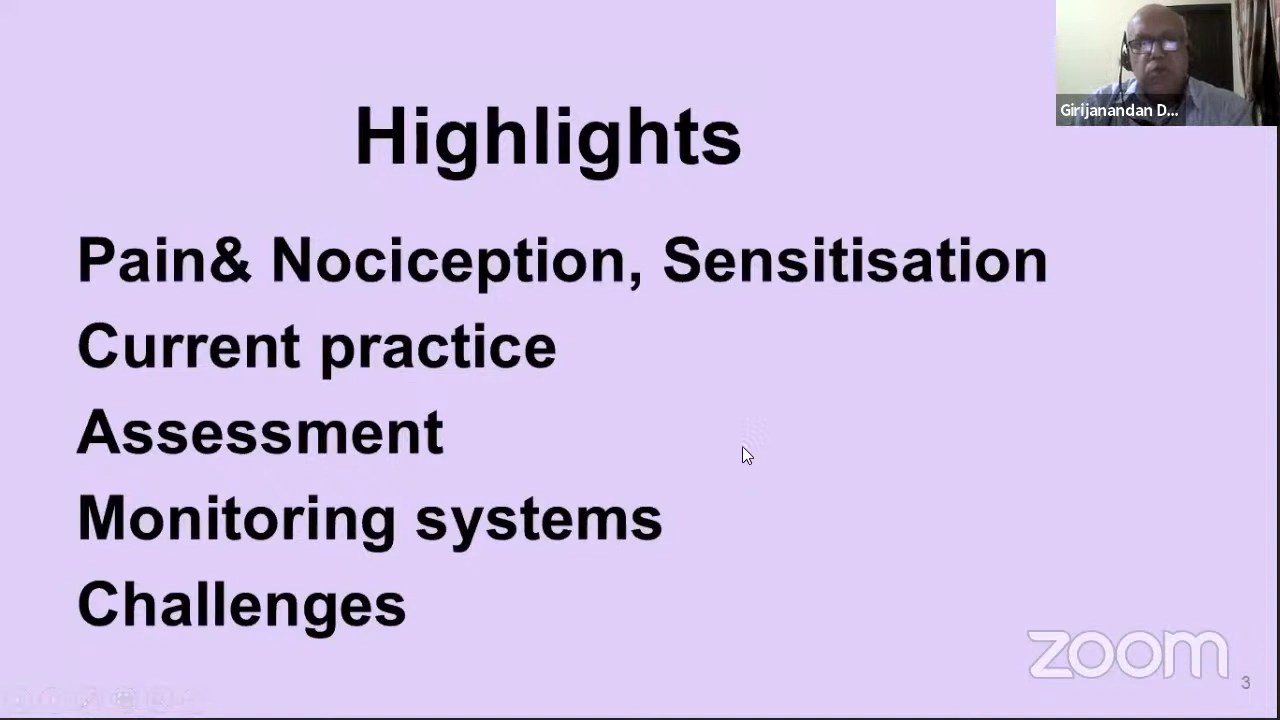 Girijanandan D...
Highlights
Pain& Nociception, Sensitisation
Current practice
Assessment
Monitoring systems
Challenges
zoom
3